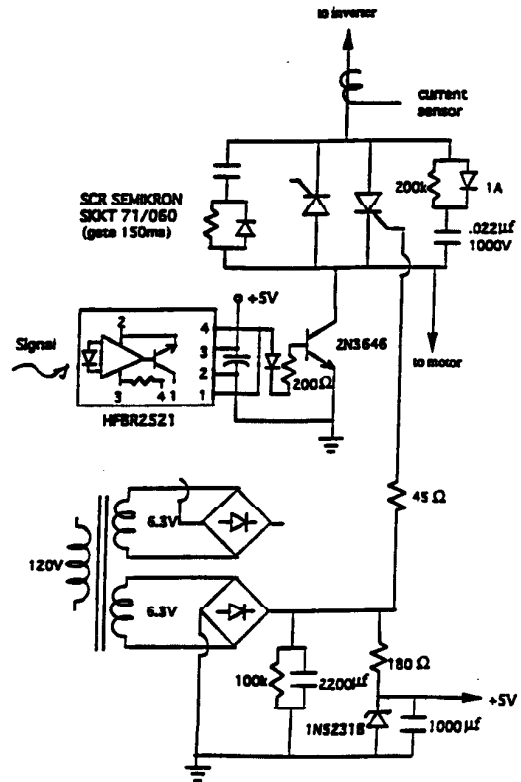 to inverter
current
sensor
SCR SEMIKRON
SKKT 71/060
(gate 150ma)
200k
1A
.022µf
1000V
+5V
Signal
2
4
3
2
1
3
4
1
HFBR2521
200Ω
2N3646
to motor
45 Ω
120V
6.3V
6.3V
100k
2200µf
180 Ω
1N5231B
1000µf
+5V